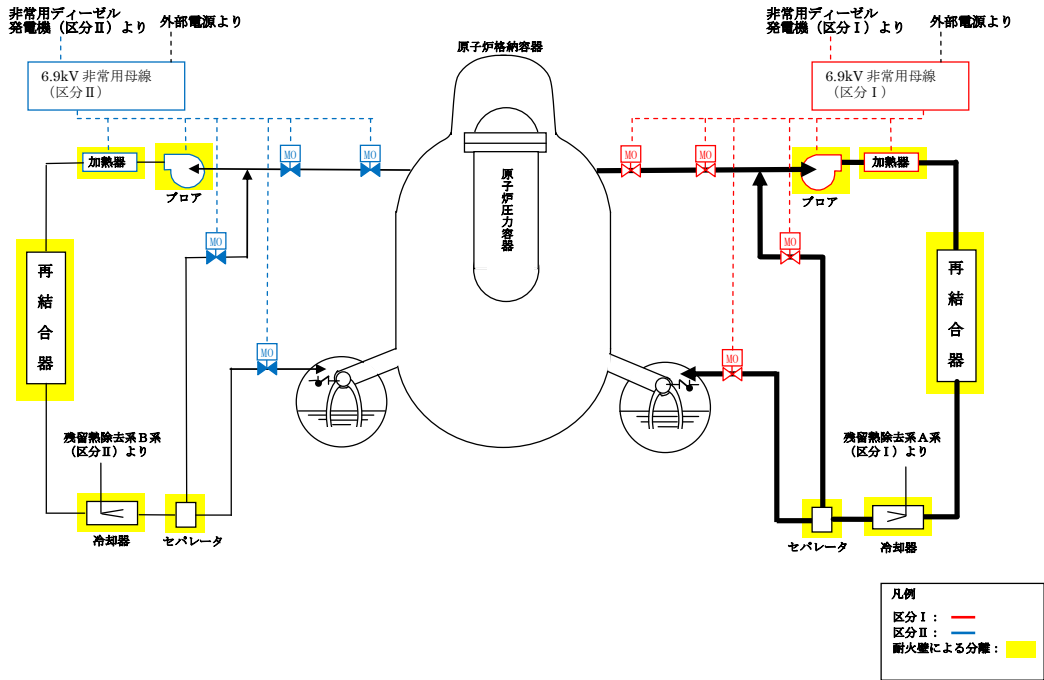 非常用ディーゼル
発電機（区分Ⅱ）より
外部電源より
6.9kV 非常用母線
（区分Ⅱ）
原子炉格納容器
非常用ディーゼル
発電機（区分Ⅰ）より
外部電源より
6.9kV 非常用母線
（区分Ⅰ）
加熱器
ブロア
MO
MO
MO
MO
原子炉圧力容器
MO
MO
MO
MO
ブロア
加熱器
再結合器
再結合器
残留熱除去系Ｂ系
（区分Ⅱ）より
冷却器
セパレータ
残留熱除去系Ａ系
（区分Ⅰ）より
セパレータ
冷却器
凡例
区分Ⅰ：
区分Ⅱ：
耐火壁による分離：